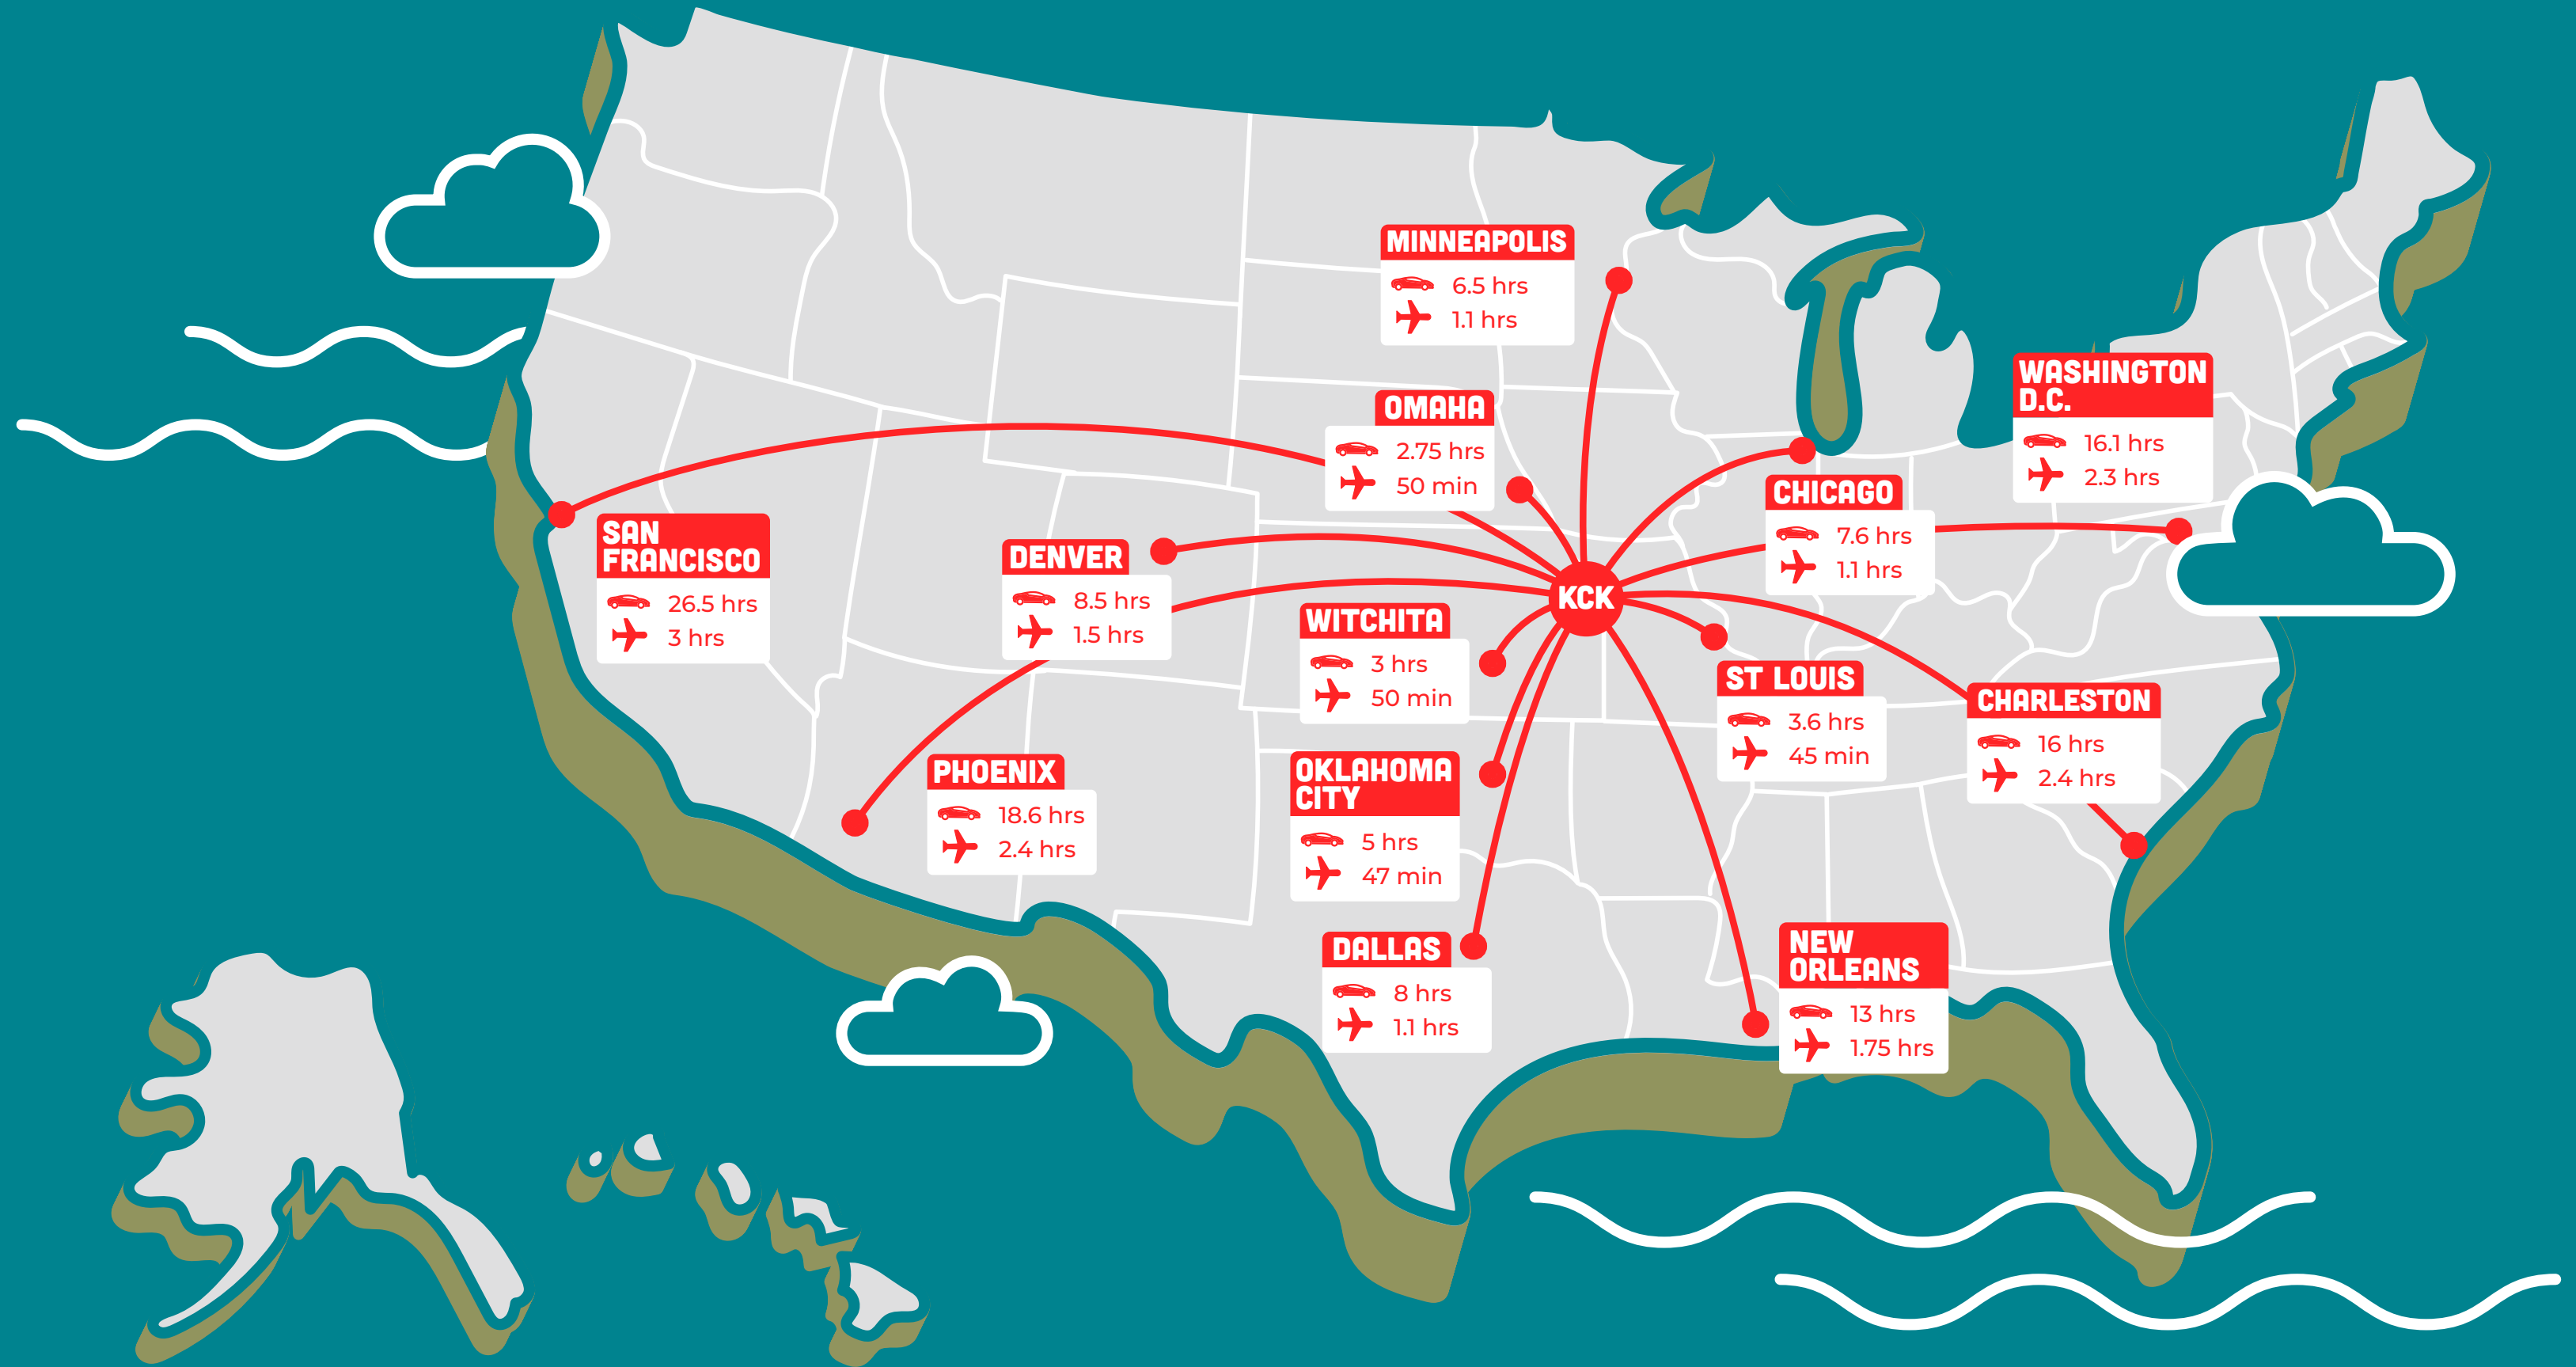 MINNEAPOLIS
6.5 hrs
1.1 hrs
OMAHA
2.75 hrs
50 min
WASHINGTON
D.C.
16.1 hrs
2.3 hrs
CHICAGO
7.6 hrs
1.1 hrs
SAN
FRANCISCO
26.5 hrs
3 hrs
DENVER
8.5 hrs
1.5 hrs
KCK
WITCHITA
3 hrs
50 min
ST LOUIS
3.6 hrs
45 min
CHARLESTON
16 hrs
2.4 hrs
PHOENIX
18.6 hrs
2.4 hrs
OKLAHOMA
CITY
5 hrs
47 min
DALLAS
8 hrs
1.1 hrs
NEW
ORLEANS
13 hrs
1.75 hrs